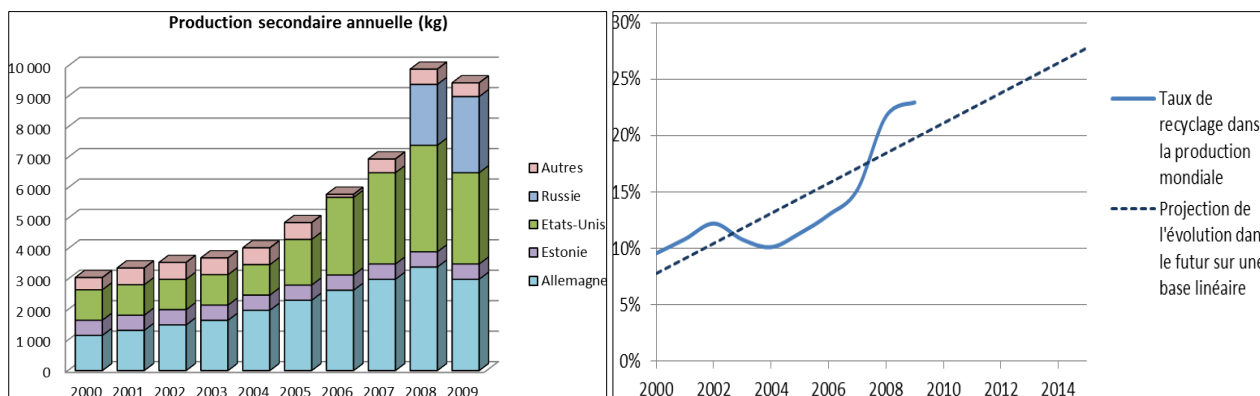 Production secondaire annuelle (kg)
10 000
9 000
8 000
7 000
6 000
5 000
4 000
3 000
2 000
1 000
0
2000 2001 2002 2003 2004 2005 2006 2007 2008 2009
Autres
Russie
Etats-Unis
Estonie
Allemagne
30%
25%
20%
15%
10%
5%
0%
2000 2002 2004 2006 2008 2010 2012 2014
Taux de
recyclage dans
la production
mondiale
Projection de
l'évolution dan
le futur sur une
base linéaire